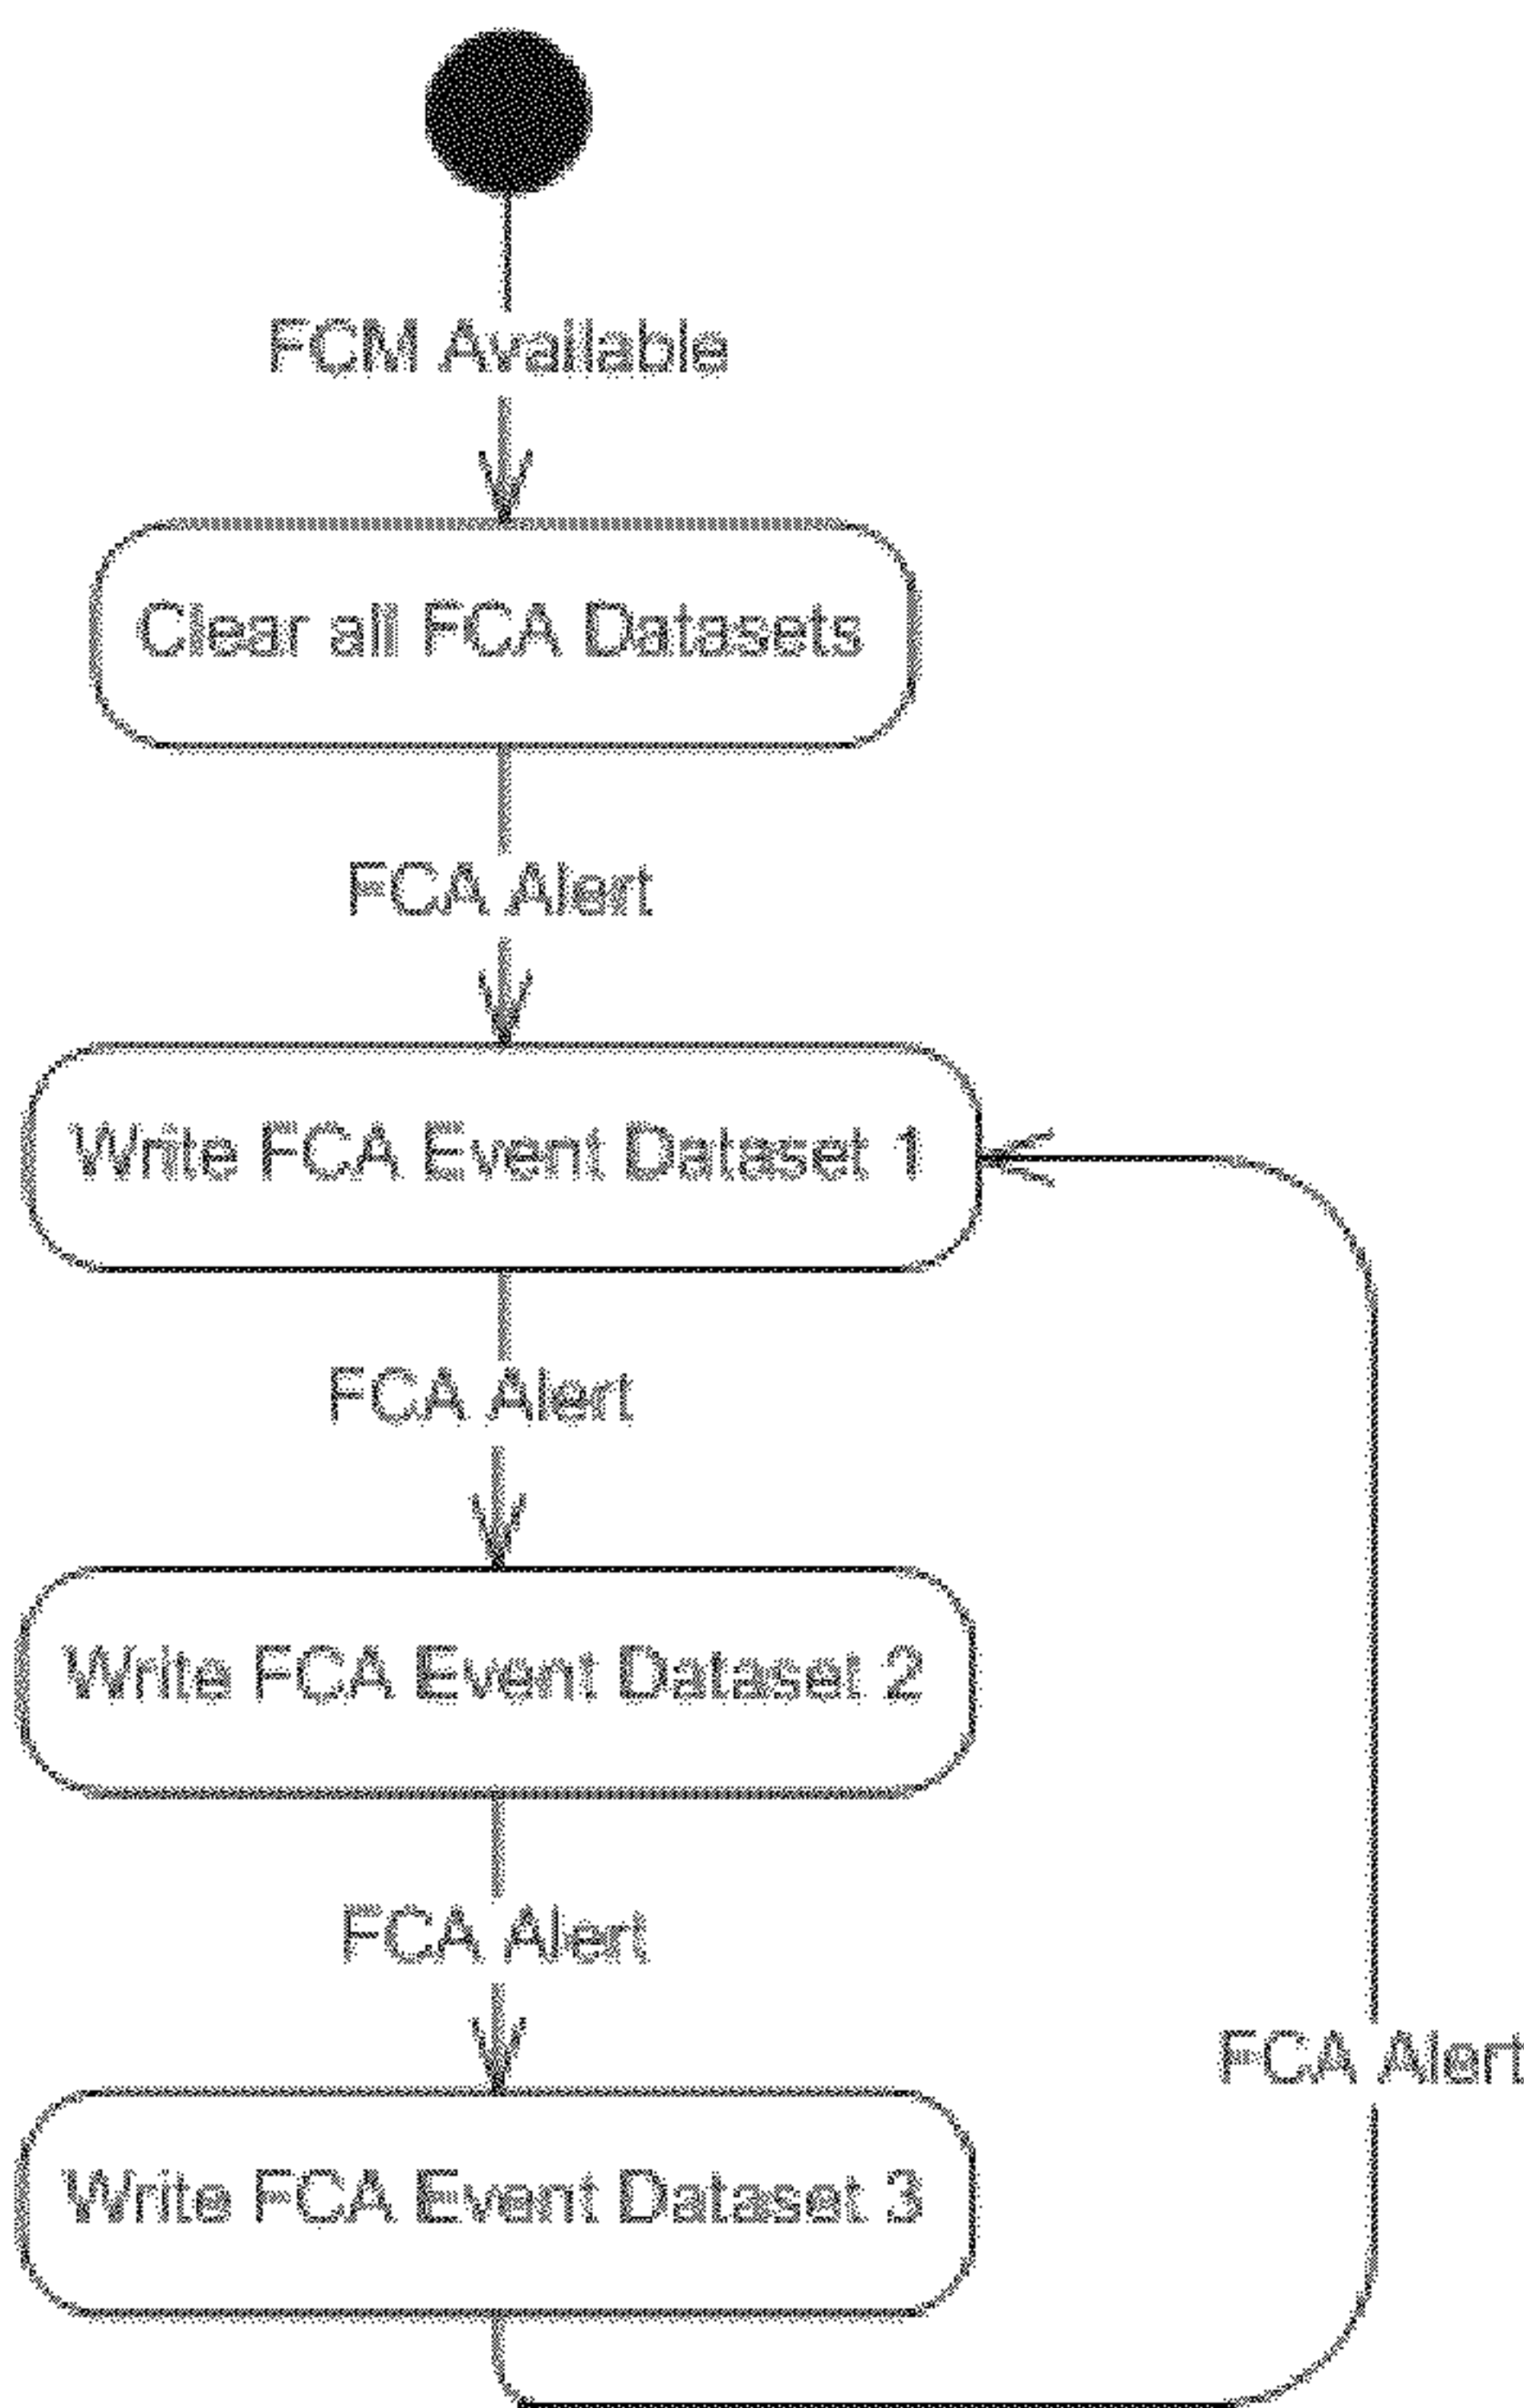 FCM Available
Clear all FCA Datasets
FCA Alert
Write FCA Event Dataset 1
FCA Alert
Write FCA Event Dataset 2
FCA Alert
FCA Alert
Write FCA Event Dataset 3